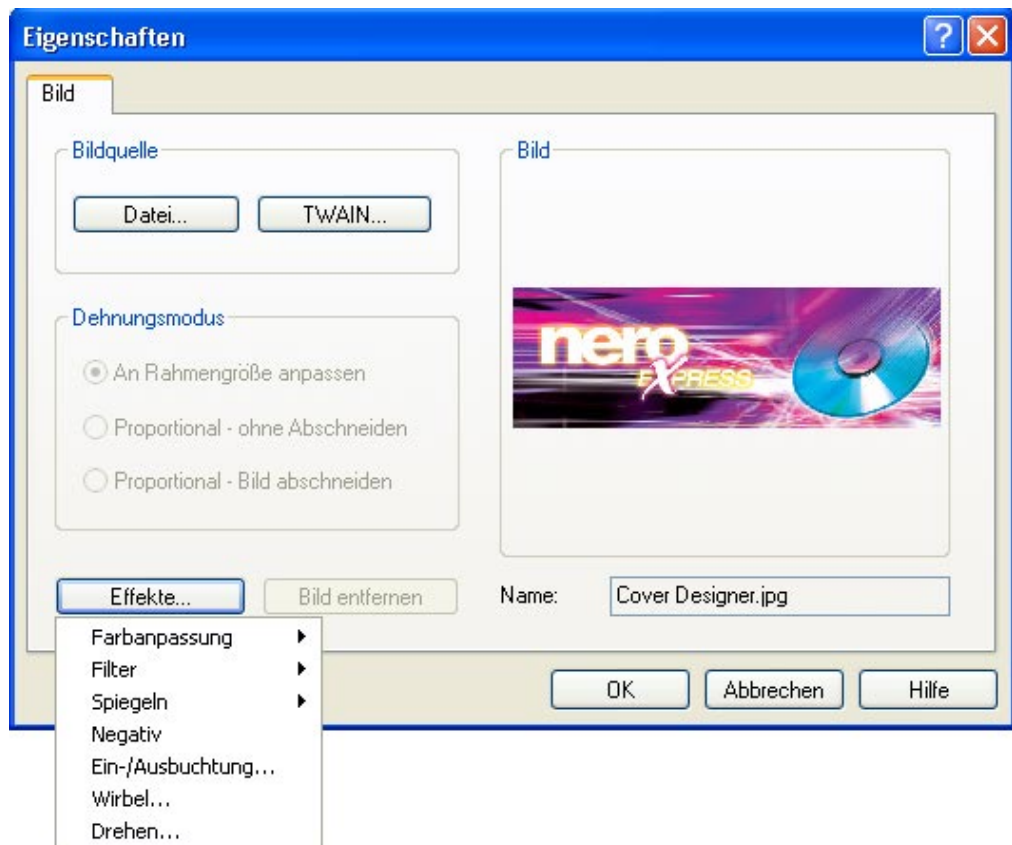 Eigenschaften
Bild
Bildquelle
Datei...
TWAIN...
Dehnungsmodus
An Rahmengröße anpassen
Proportional - ohne Abschneiden
Proportional - Bild abschneiden
Bild
nero
EXPRESS
Effekte...
Bild entfernen
Name:
Cover Designer.jpg
Farbanpassung
Filter
Spiegeln
Negativ
Ein-/Ausbuchtung...
Wirbel...
Drehen...
OK
Abbrechen
Hilfe